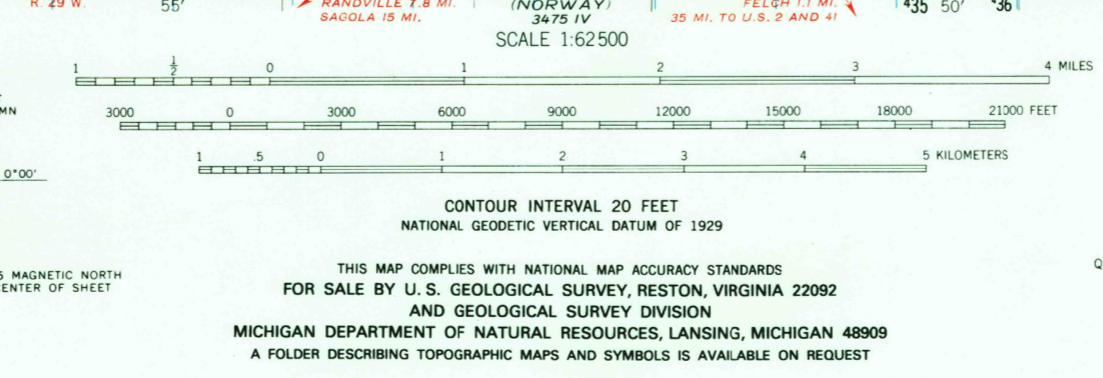 R. 29 W. 55' RANDVILLE 7.8 MI. (NORWAY) FELCH 1.1 MI. 435 50' 436
SAGOLA 15 MI. 3475 IV 35 MI. TO U.S. 2 AND 41
SCALE 1:62500
1 1/2 0 1 2 3 4 MILES
MN 3000 0 3000 6000 9000 12000 15000 18000 21000 FEET
1 .5 0 1 2 3 4 5 KILOMETERS
0°00'
CONTOUR INTERVAL 20 FEET
NATIONAL GEODETIC VERTICAL DATUM OF 1929
MAGNETIC NORTH
CENTER OF SHEET
THIS MAP COMPLIES WITH NATIONAL MAP ACCURACY STANDARDS
FOR SALE BY U. S. GEOLOGICAL SURVEY, RESTON, VIRGINIA 22092
AND GEOLOGICAL SURVEY DIVISION
MICHIGAN DEPARTMENT OF NATURAL RESOURCES, LANSING, MICHIGAN 48909
A FOLDER DESCRIBING TOPOGRAPHIC MAPS AND SYMBOLS IS AVAILABLE ON REQUEST